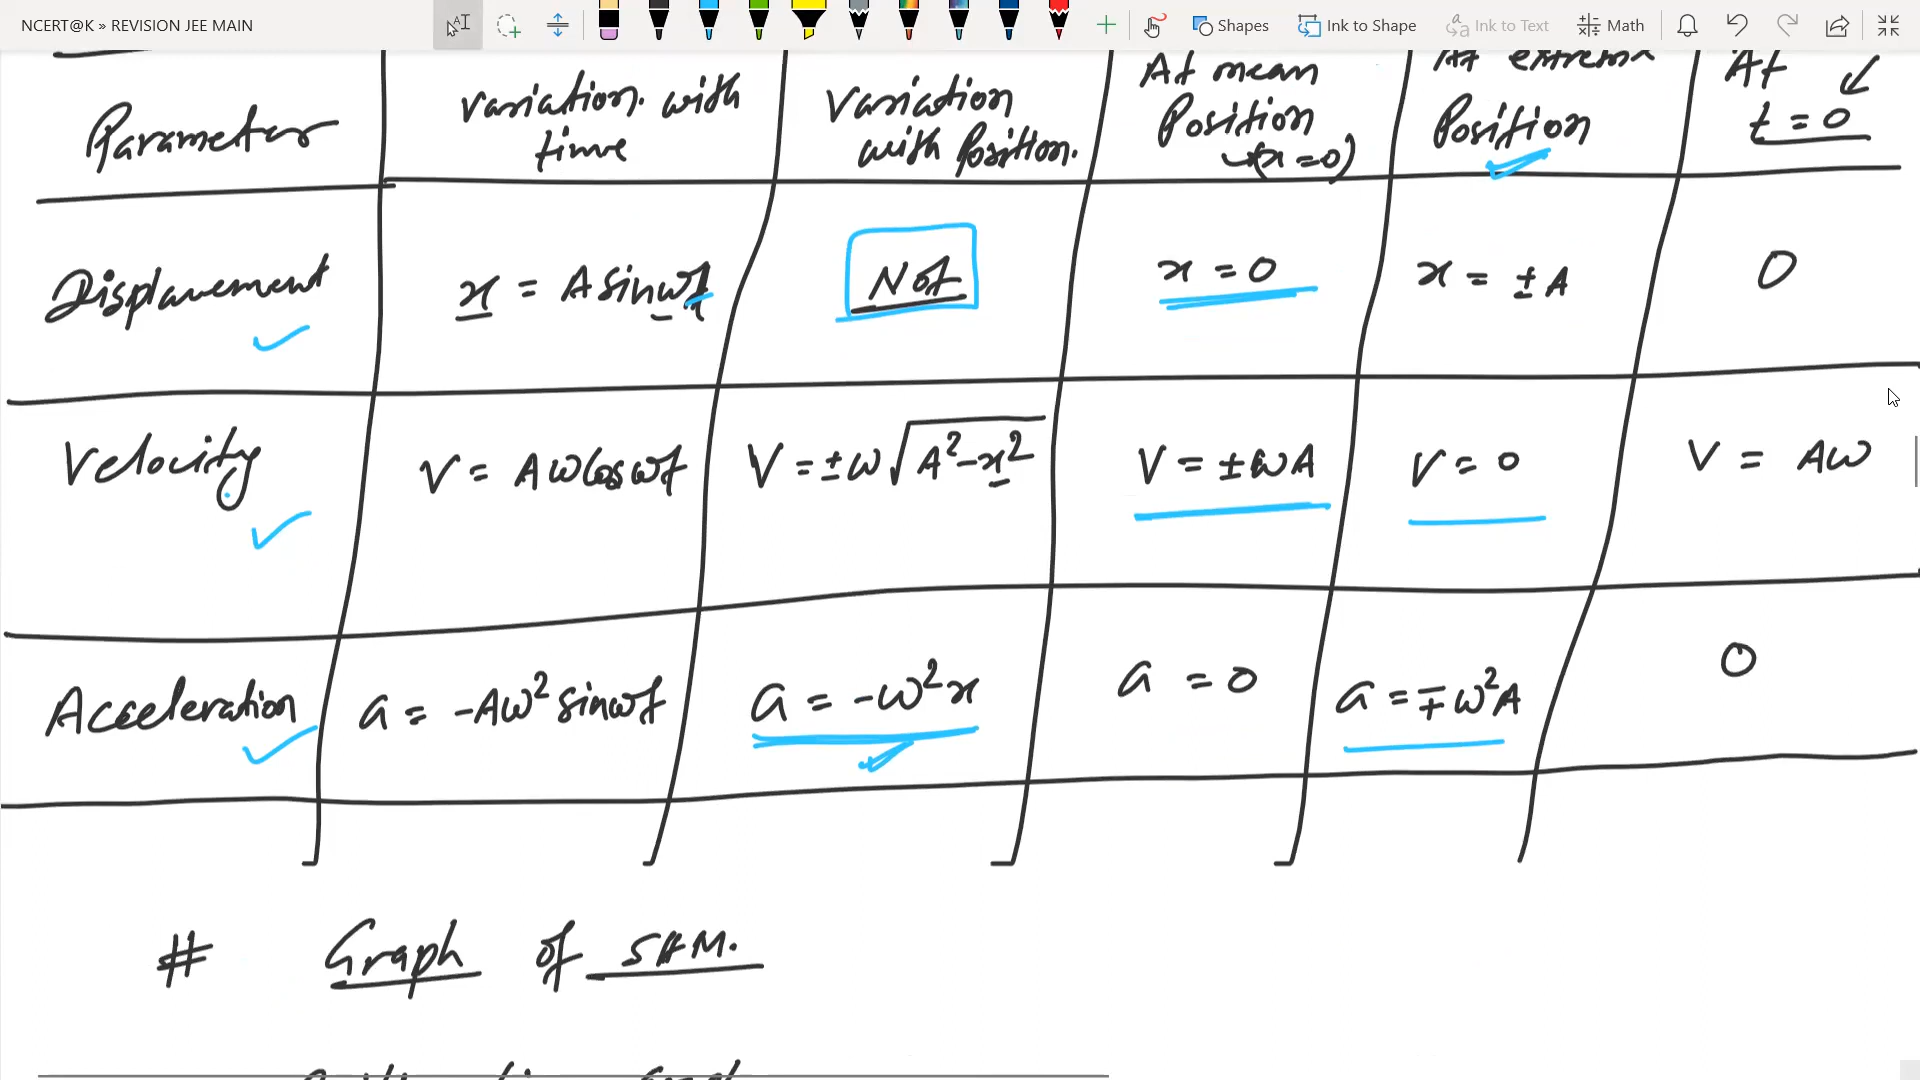 NCERT@K » REVISION JEE MAIN
Shapes
Ink to Shape
Ink to Text
Math
Parameter
Variation. with time
Variation with Position.
At mean Position (x = 0)
At extreme Position
At t = 0
Displacement
x = A sinωt
Not
x = 0
x = ± A
0
Velocity
V = AωCosωt
V = ±ω√(A²-x²)
V = ±ωA
V = 0
V = Aω
Acceleration
a = -Aω² sinωt
a = -ω²x
a = 0
a = ∓ω²A
0
# Graph of SHM.